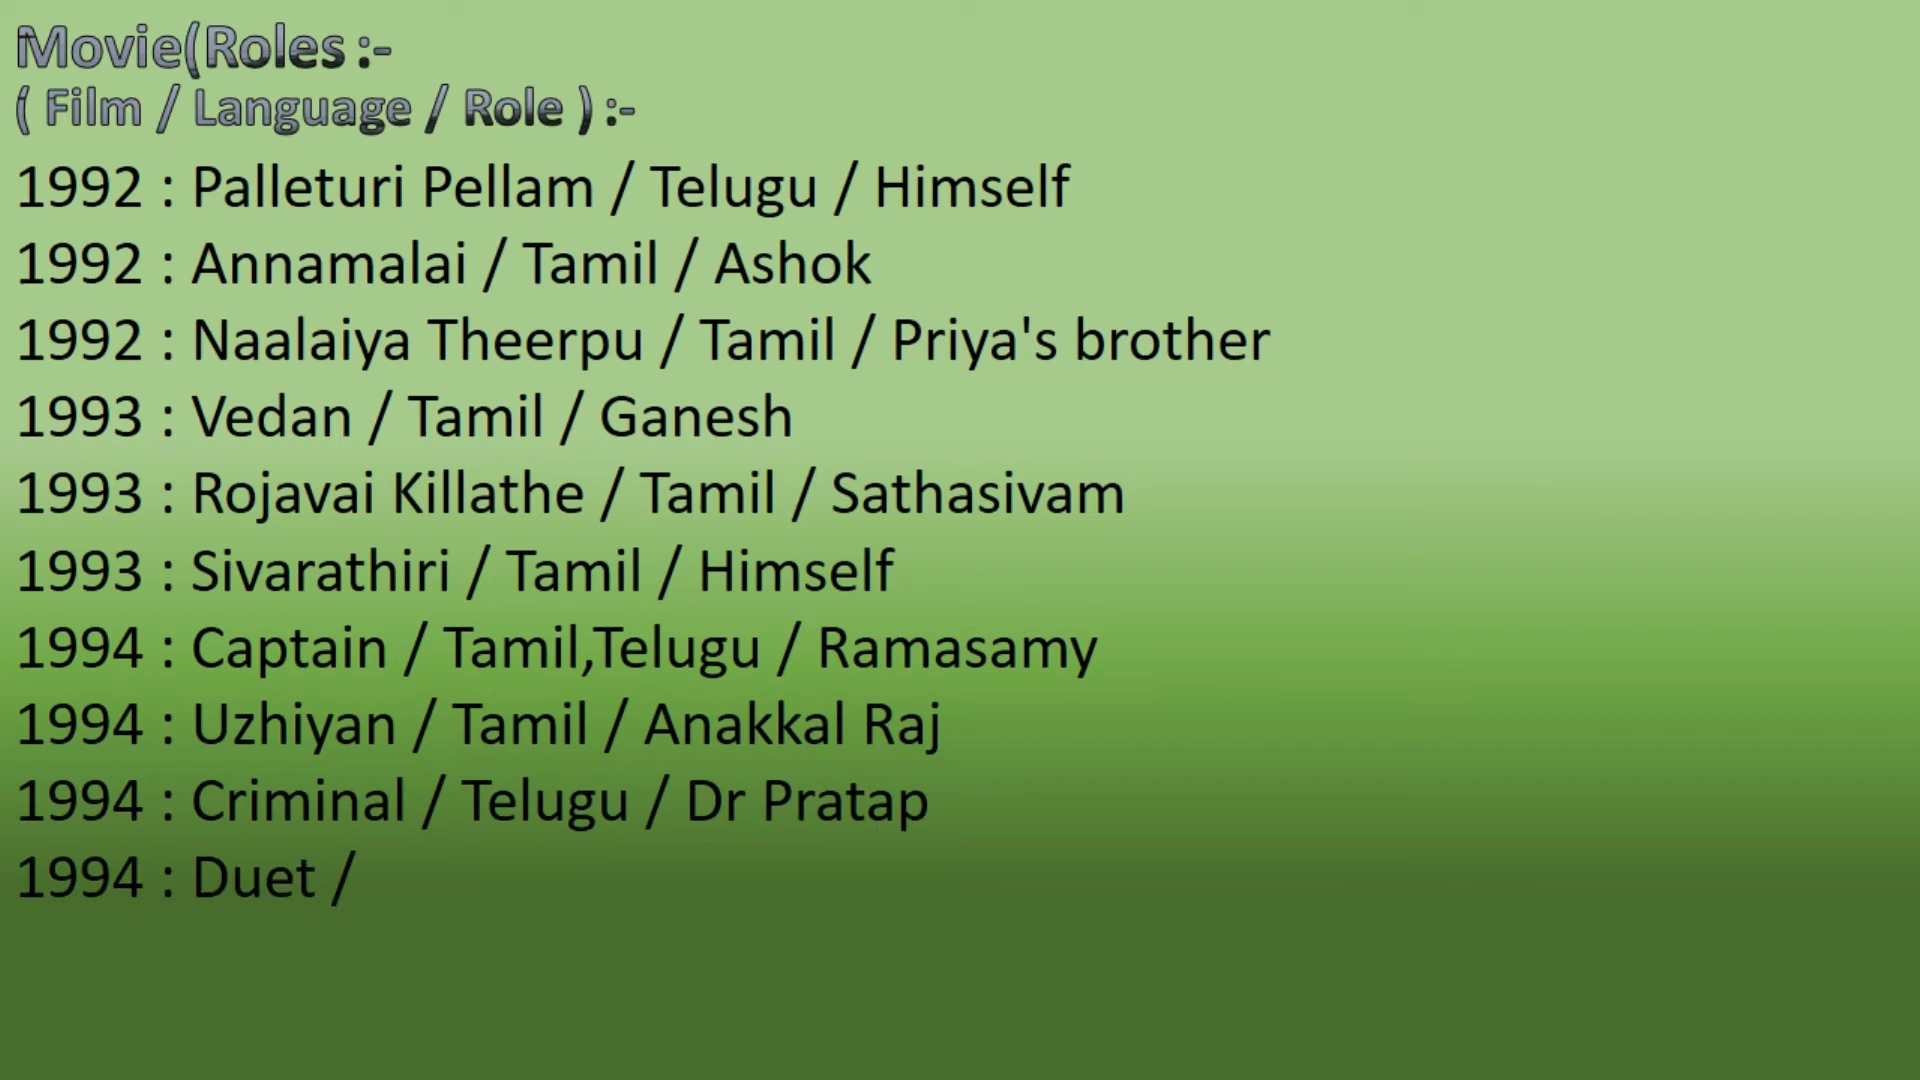 Movie(Roles :-
( Film / Language / Role ) :-
1992 : Palleturi Pellam / Telugu / Himself
1992 : Annamalai / Tamil / Ashok
1992 : Naalaiya Theerpu / Tamil / Priya's brother
1993 : Vedan / Tamil / Ganesh
1993 : Rojavai Killathe / Tamil / Sathasivam
1993 : Sivarathiri / Tamil / Himself
1994 : Captain / Tamil,Telugu / Ramasamy
1994 : Uzhiyan / Tamil / Anakkal Raj
1994 : Criminal / Telugu / Dr Pratap
1994 : Duet /